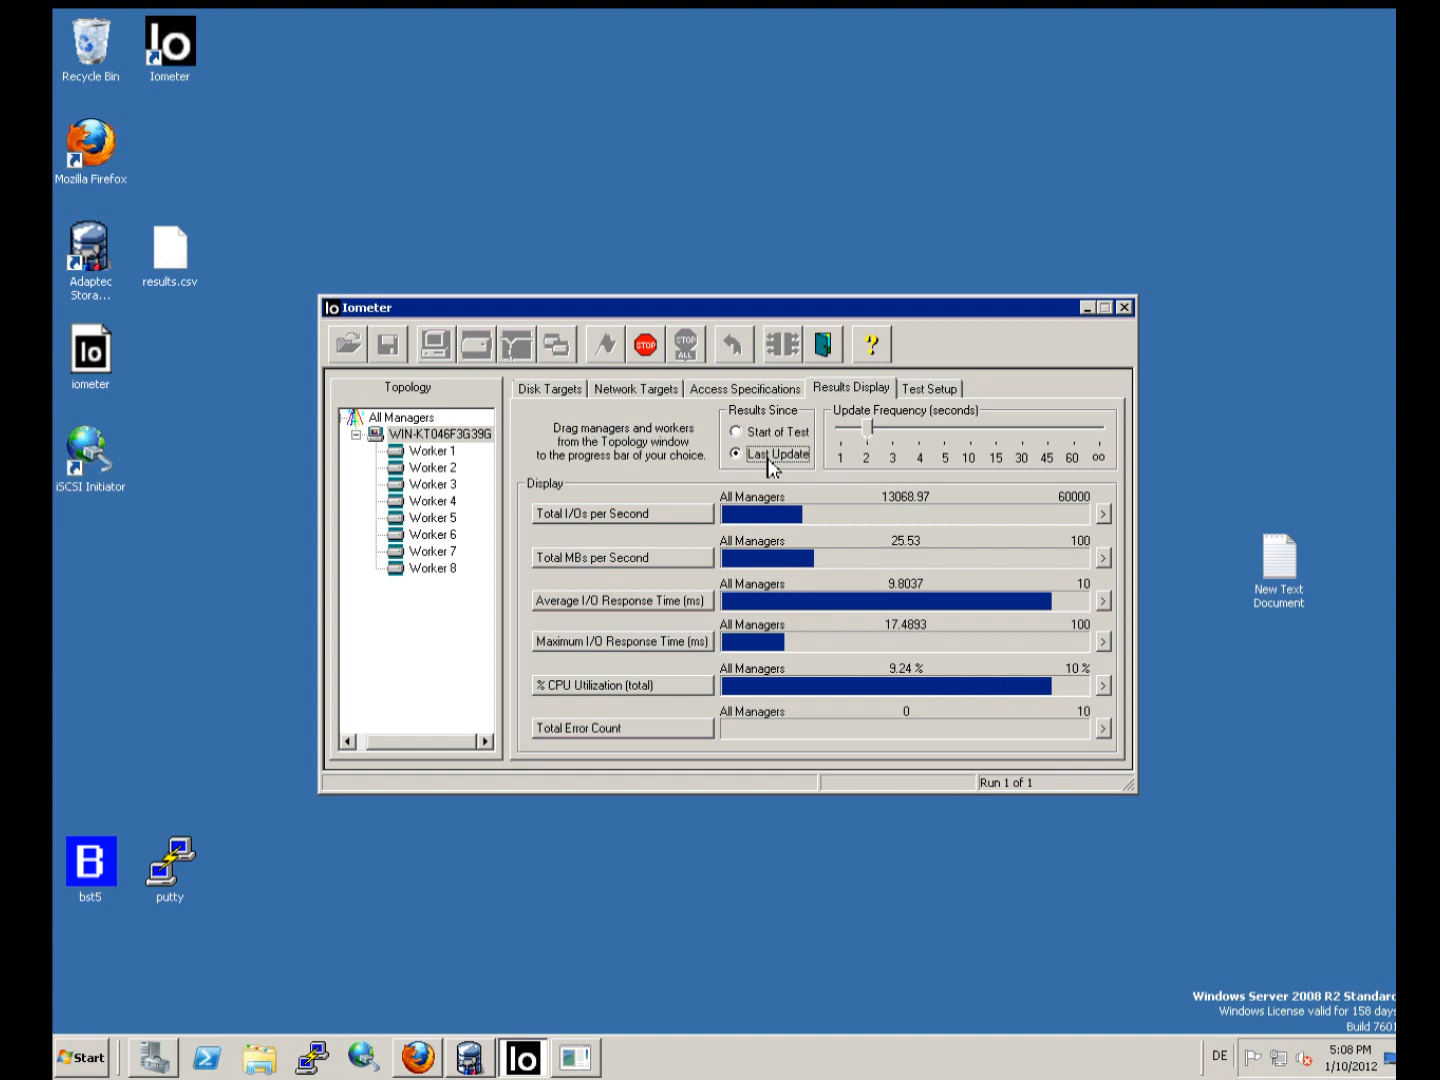 Recycle Bin
Io
Iometer
Mozilla Firefox
Adaptec
Stora...
results.csv
Io
iometer
iSCSI Initiator
B
bst5
putty
New Text
Document
Io Iometer
STOP
STOP
ALL
?
Topology
All Managers
WIN-KT046F3G39G
Worker 1
Worker 2
Worker 3
Worker 4
Worker 5
Worker 6
Worker 7
Worker 8
Disk Targets
Network Targets
Access Specifications
Results Display
Test Setup
Drag managers and workers
from the Topology window
to the progress bar of your choice.
Results Since
Start of Test
Last Update
Update Frequency (seconds)
1 2 3 4 5 10 15 30 45 60 oo
Display
All Managers 13068.97 60000
Total I/Os per Second >
All Managers 25.53 100
Total MBs per Second >
All Managers 9.8037 10
Average I/O Response Time (ms) >
All Managers 17.4893 100
Maximum I/O Response Time (ms) >
All Managers 9.24 % 10 %
% CPU Utilization (total) >
All Managers 0 10
Total Error Count >
Run 1 of 1
Windows Server 2008 R2 Standard
Windows License valid for 158 days
Build 7601
Start
Io
DE
5:08 PM
1/10/2012